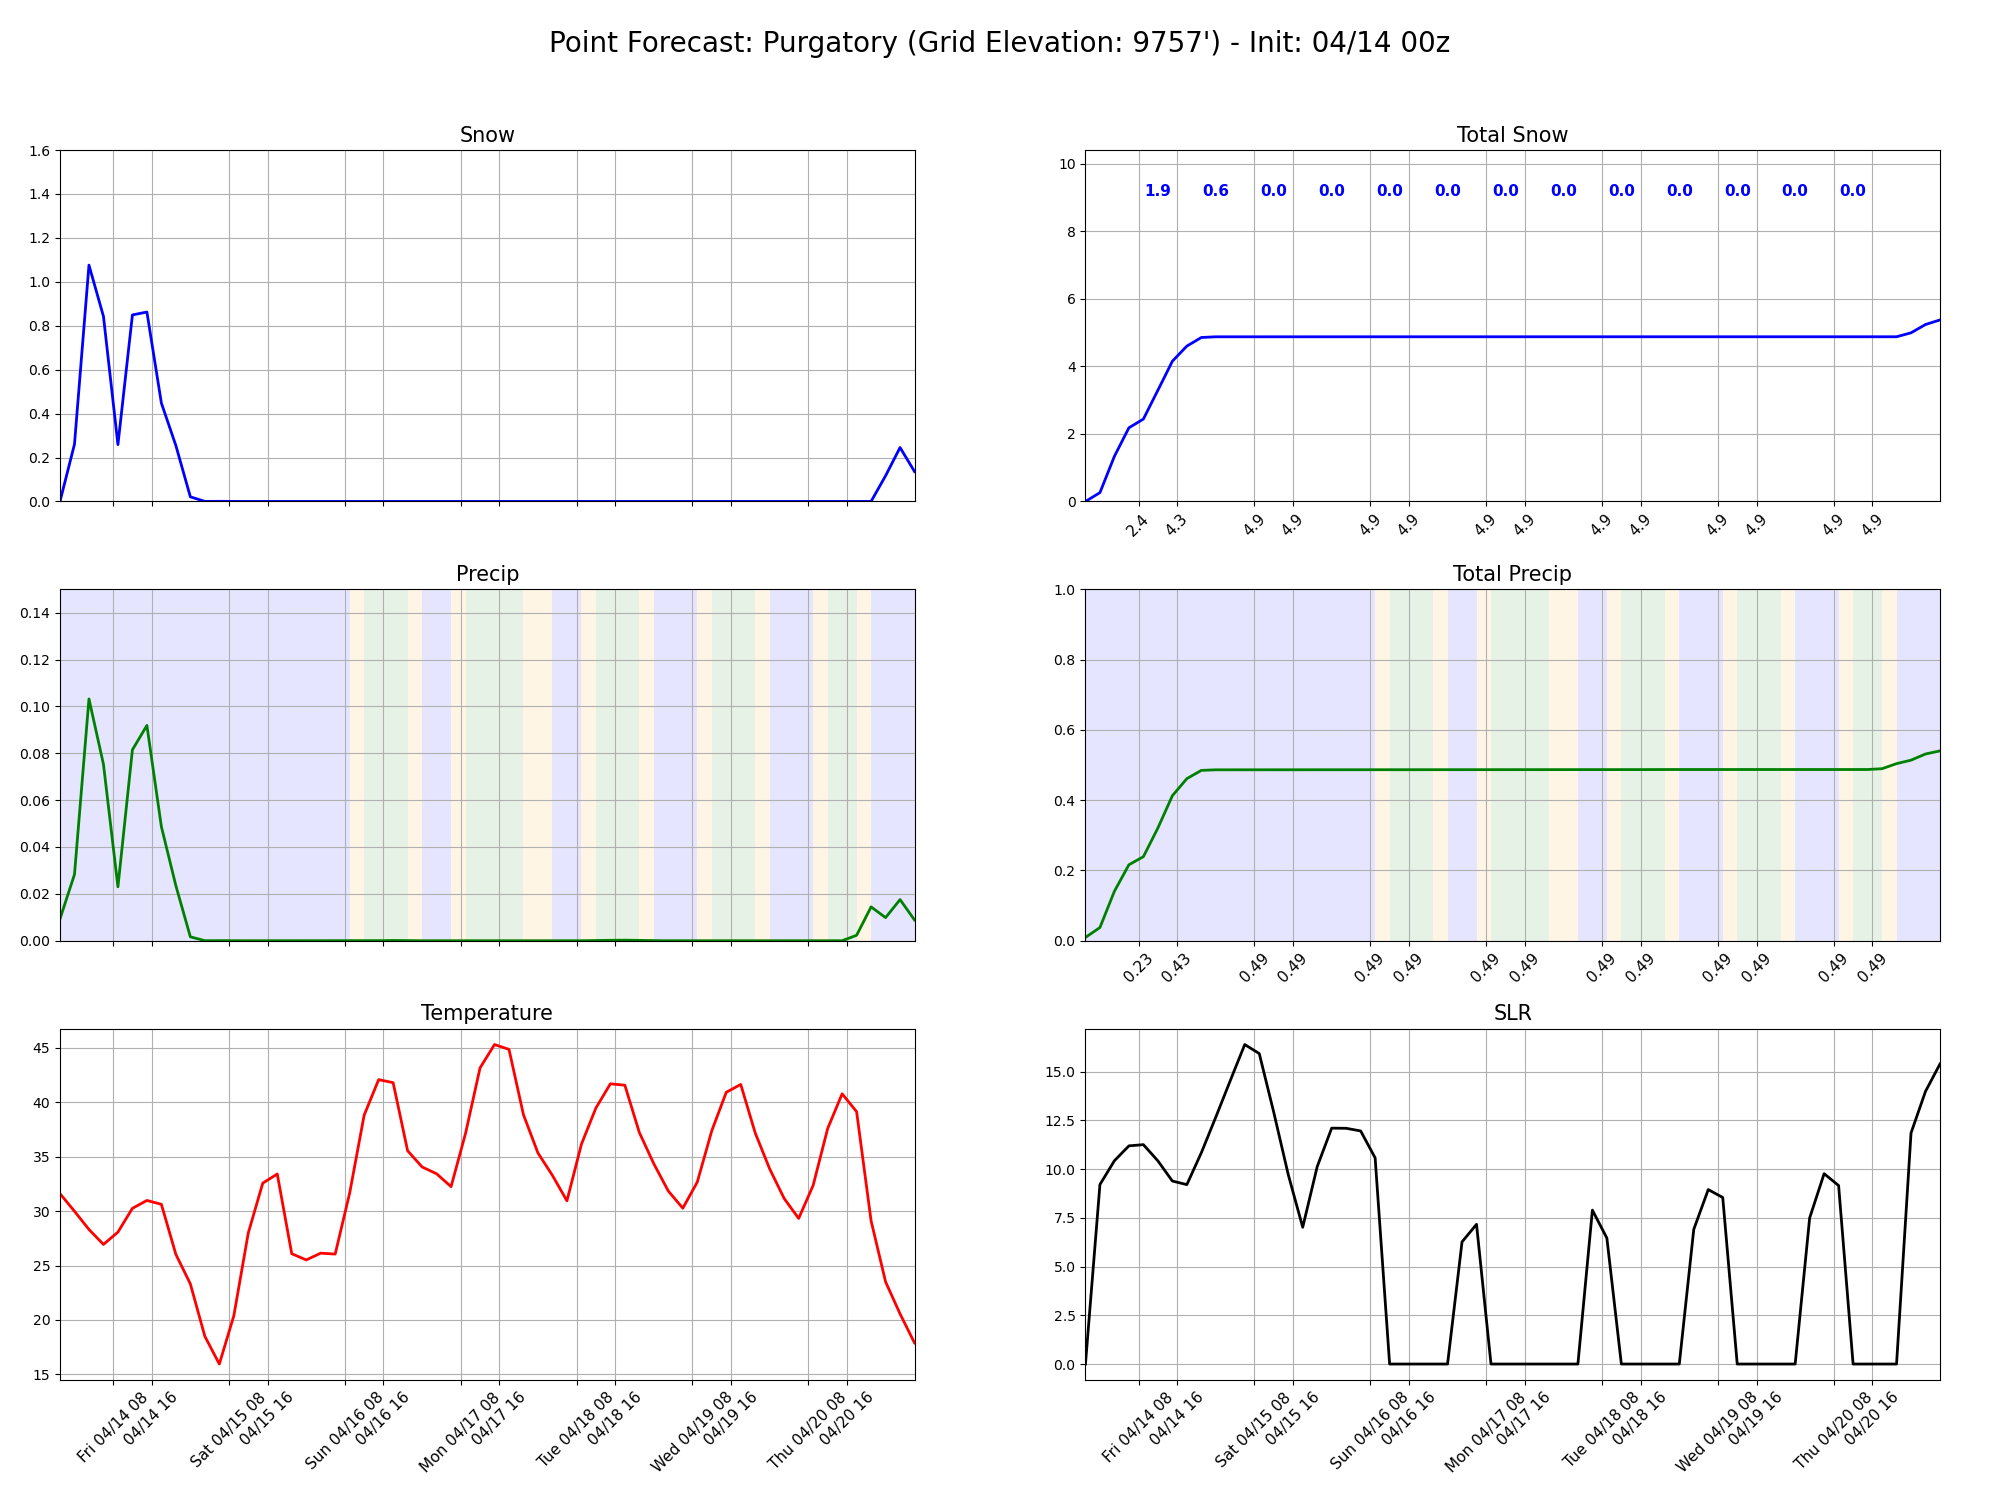 Point Forecast: Purgatory (Grid Elevation: 9757') - Init: 04/14 00z
Snow
1.6
1.4
1.2
1.0
0.8
0.6
0.4
0.2
0.0
Total Snow
10
8
6
4
2
0
1.9 0.6 0.0 0.0 0.0 0.0 0.0 0.0 0.0 0.0 0.0 0.0 0.0
2.4 4.3 4.9 4.9 4.9 4.9 4.9 4.9 4.9 4.9 4.9 4.9 4.9 4.9
Precip
0.14
0.12
0.10
0.08
0.06
0.04
0.02
0.00
Total Precip
1.0
0.8
0.6
0.4
0.2
0.0
0.23 0.43 0.49 0.49 0.49 0.49 0.49 0.49 0.49 0.49 0.49 0.49 0.49 0.49
Temperature
45
40
35
30
25
20
15
Fri 04/14 08
04/14 16
Sat 04/15 08
04/15 16
Sun 04/16 08
04/16 16
Mon 04/17 08
04/17 16
Tue 04/18 08
04/18 16
Wed 04/19 08
04/19 16
Thu 04/20 08
04/20 16
SLR
15.0
12.5
10.0
7.5
5.0
2.5
0.0
Fri 04/14 08
04/14 16
Sat 04/15 08
04/15 16
Sun 04/16 08
04/16 16
Mon 04/17 08
04/17 16
Tue 04/18 08
04/18 16
Wed 04/19 08
04/19 16
Thu 04/20 08
04/20 16